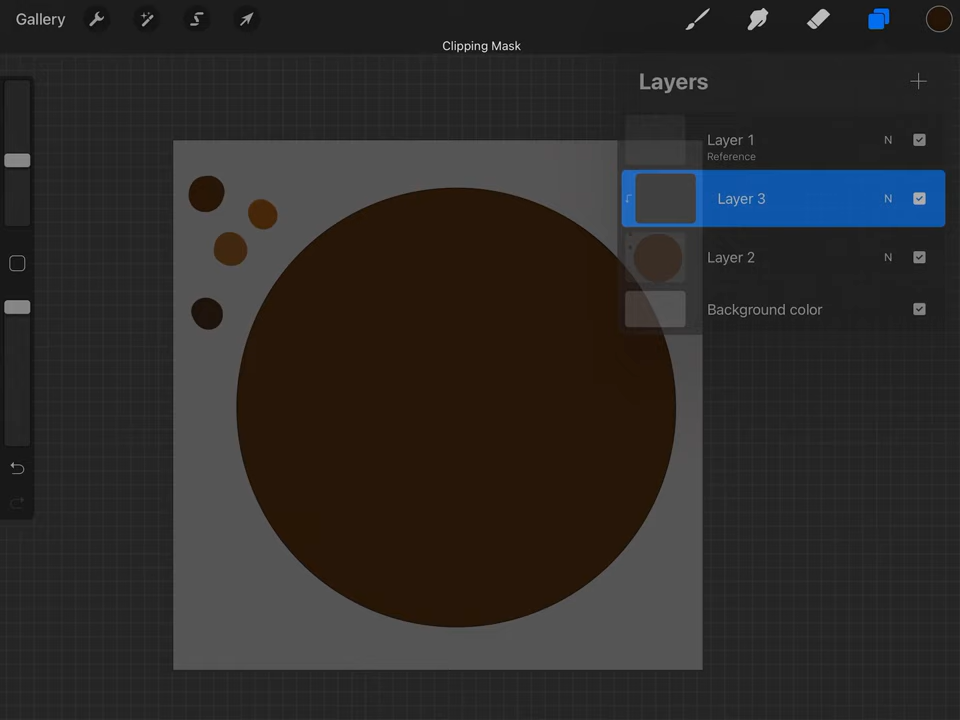 Gallery
Clipping Mask
Layers
Layer 1
N
Reference
Layer 3
N
Layer 2
N
Background color